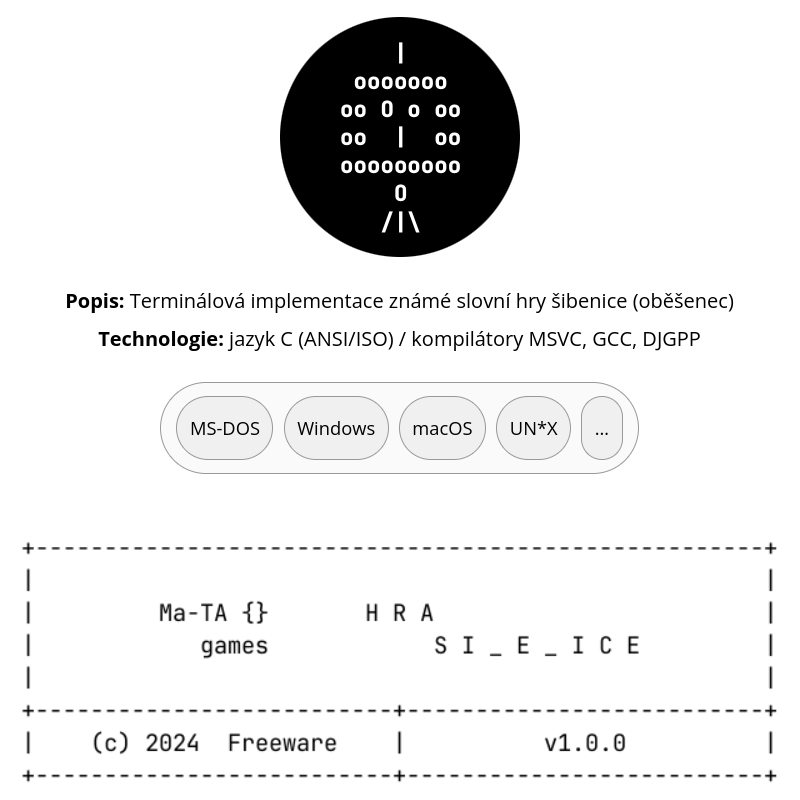 |
ooooooo
oo O o oo
oo | oo
ooooooooo
O
/|\
Popis: Terminálová implementace známé slovní hry šibenice (oběšenec)
Technologie: jazyk C (ANSI/ISO) / kompilátory MSVC, GCC, DJGPP
MS-DOS Windows macOS UN*X ...
+-----------------------------------------------------+
| |
| Ma-TA {} H R A |
| games S I _ E _ I C E |
| |
+--------------------------+--------------------------+
| (c) 2024 Freeware | v1.0.0 |
+--------------------------+--------------------------+